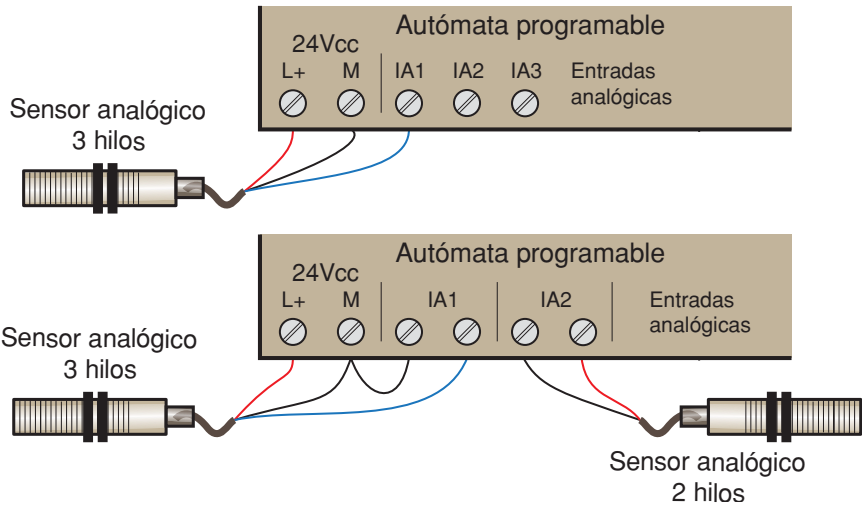 Autómata programable
24Vcc
L+ M IA1 IA2 IA3 Entradas
analógicas
Sensor analógico
3 hilos
Autómata programable
24Vcc
L+ M IA1 IA2 Entradas
analógicas
Sensor analógico
3 hilos
Sensor analógico
2 hilos